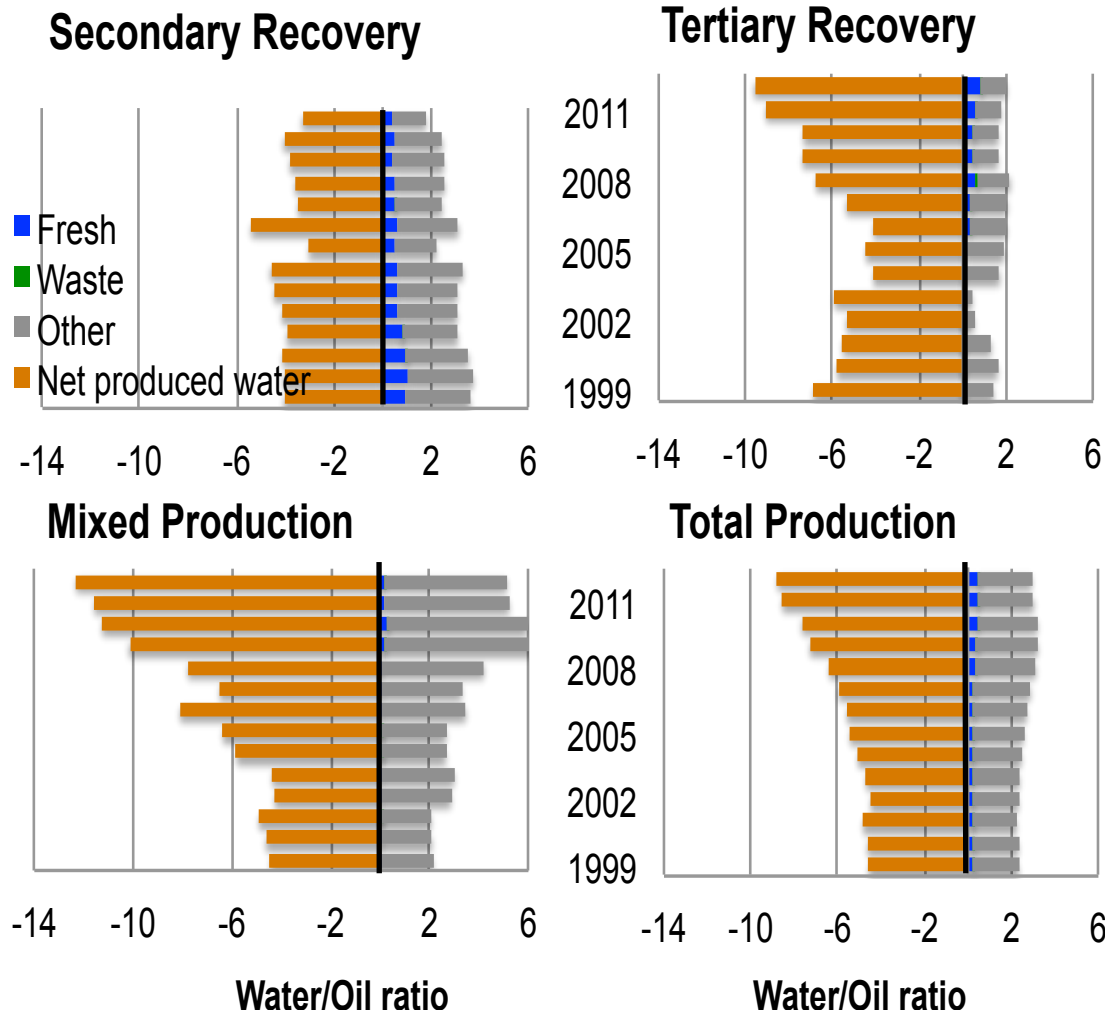 Secondary Recovery
Tertiary Recovery
Fresh
Waste
Other
Net produced water
2011
2008
2005
2002
1999
-14 -10 -6 -2 2 6
-14 -10 -6 -2 2 6
Mixed Production
Total Production
2011
2008
2005
2002
1999
-14 -10 -6 -2 2 6
-14 -10 -6 -2 2 6
Water/Oil ratio
Water/Oil ratio